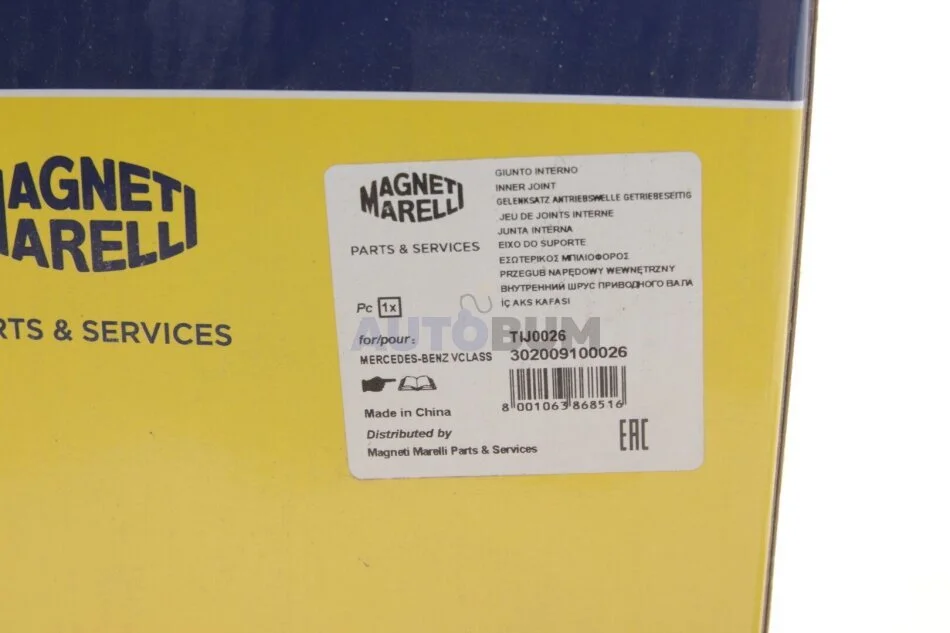 MAGNETI
MARELLI
PARTS & SERVICES
MAGNETI
MARELLI
PARTS & SERVICES
GIUNTO INTERNO
INNER JOINT
GELENKSATZ ANTRIEBSWELLE GETRIEBESEITIG
JEU DE JOINTS INTERNE
JUNTA INTERNA
EIXO DO SUPORTE
ΕΣΩΤΕΡΙΚΟΣ ΜΠΙΛΙΟΦΟΡΟΣ
PRZEGUB NAPĘDOWY WEWNĘTRZNY
ВНУТРЕННИЙ ШРУС ПРИВОДНОГО ВАЛА
İÇ AKS KAFASI
Pc 1x
AUTOBUM
for/pour:
MERCEDES-BENZ VCLASS
TIJ0026
302009100026
8 001063 868516
Made in China
Distributed by
Magneti Marelli Parts & Services
EAC